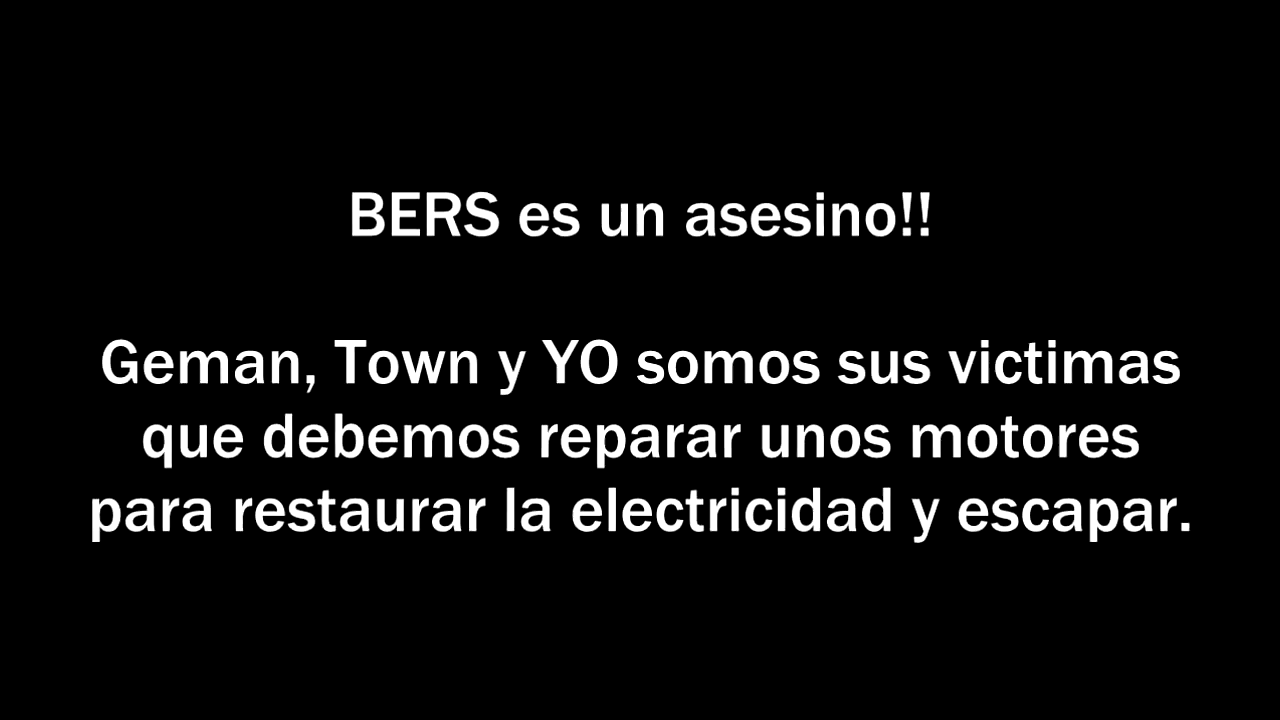 BERS es un asesino!!
Geman, Town y YO somos sus victimas
que debemos reparar unos motores
para restaurar la electricidad y escapar.